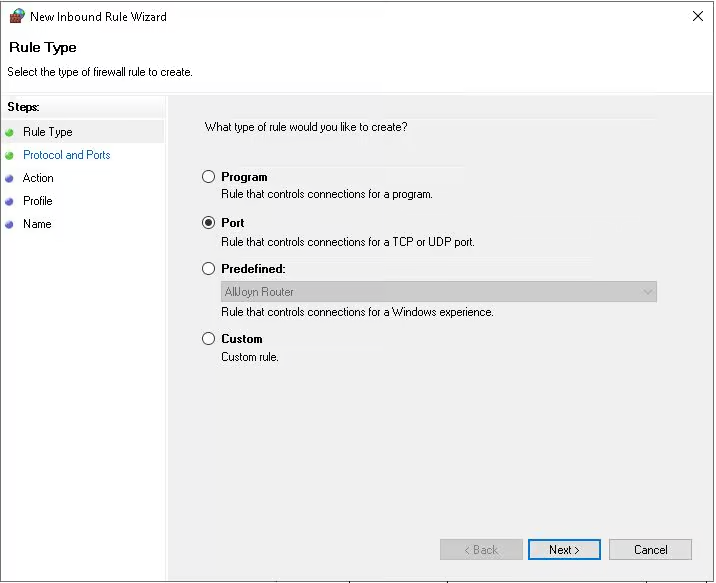 New Inbound Rule Wizard
Rule Type
Select the type of firewall rule to create.
Steps:
Rule Type
Protocol and Ports
Action
Profile
Name
What type of rule would you like to create?
Program
Rule that controls connections for a program.
Port
Rule that controls connections for a TCP or UDP port.
Predefined:
AllJoyn Router
Rule that controls connections for a Windows experience.
Custom
Custom rule.
< Back
Next >
Cancel